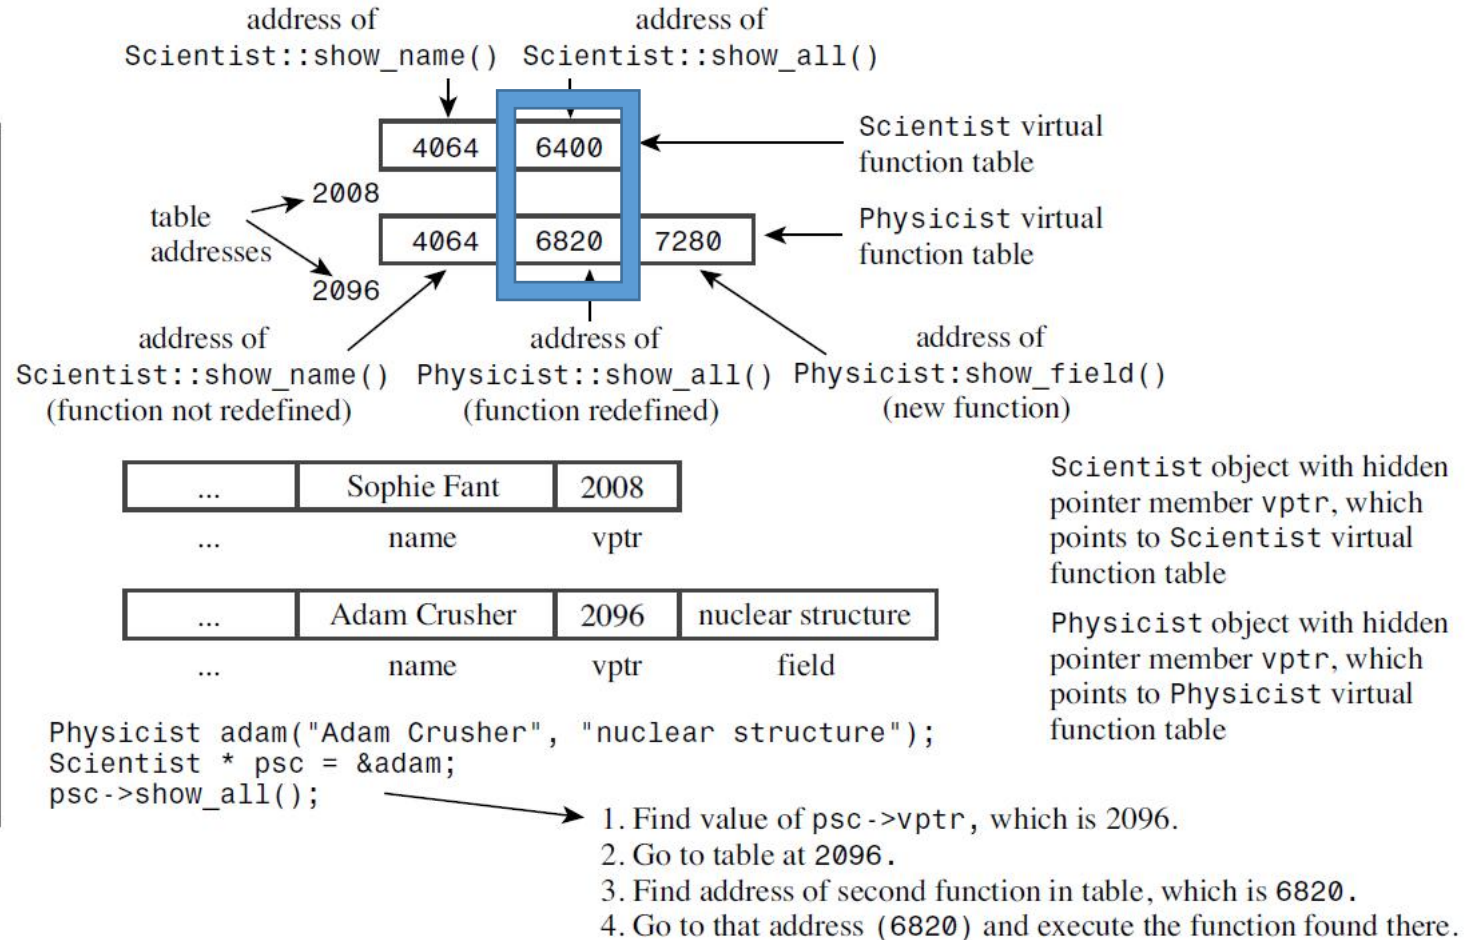 address of
Scientist::show_name()
address of
Scientist::show_all()
4064 6400
Scientist virtual
function table
2008
table
addresses
4064 6820 7280
Physicist virtual
function table
2096
address of
Scientist::show_name()
(function not redefined)
address of
Physicist::show_all()
(function redefined)
address of
Physicist:show_field()
(new function)
... Sophie Fant 2008
... name vptr
Scientist object with hidden
pointer member vptr, which
points to Scientist virtual
function table
... Adam Crusher 2096 nuclear structure
... name vptr field
Physicist object with hidden
pointer member vptr, which
points to Physicist virtual
function table
Physicist adam("Adam Crusher", "nuclear structure");
Scientist * psc = &adam;
psc->show_all();
1. Find value of psc->vptr, which is 2096.
2. Go to table at 2096.
3. Find address of second function in table, which is 6820.
4. Go to that address (6820) and execute the function found there.